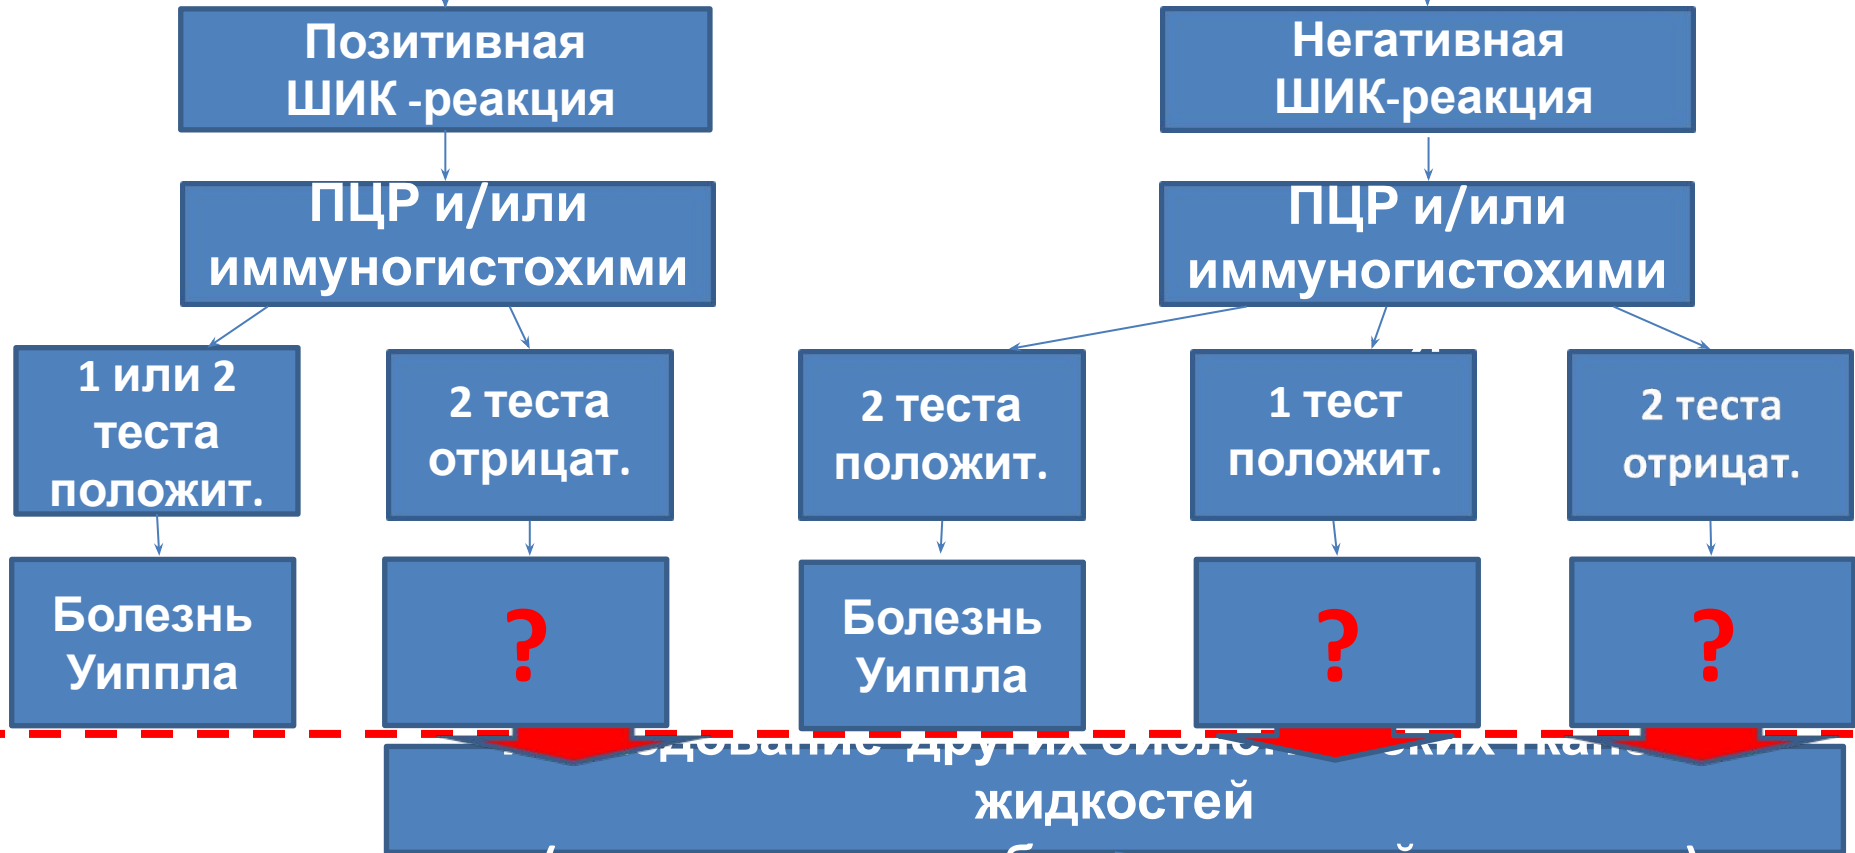 Позитивная
ШИК -реакция
Негативная
ШИК-реакция
ПЦР и/или
иммуногистохими
ПЦР и/или
иммуногистохими
1 или 2
теста
положит.
2 теста
отрицат.
2 теста
положит.
1 тест
положит.
2 теста
отрицат.
Болезнь
Уиппла
?
Болезнь
Уиппла
?
?
других
жидкостей